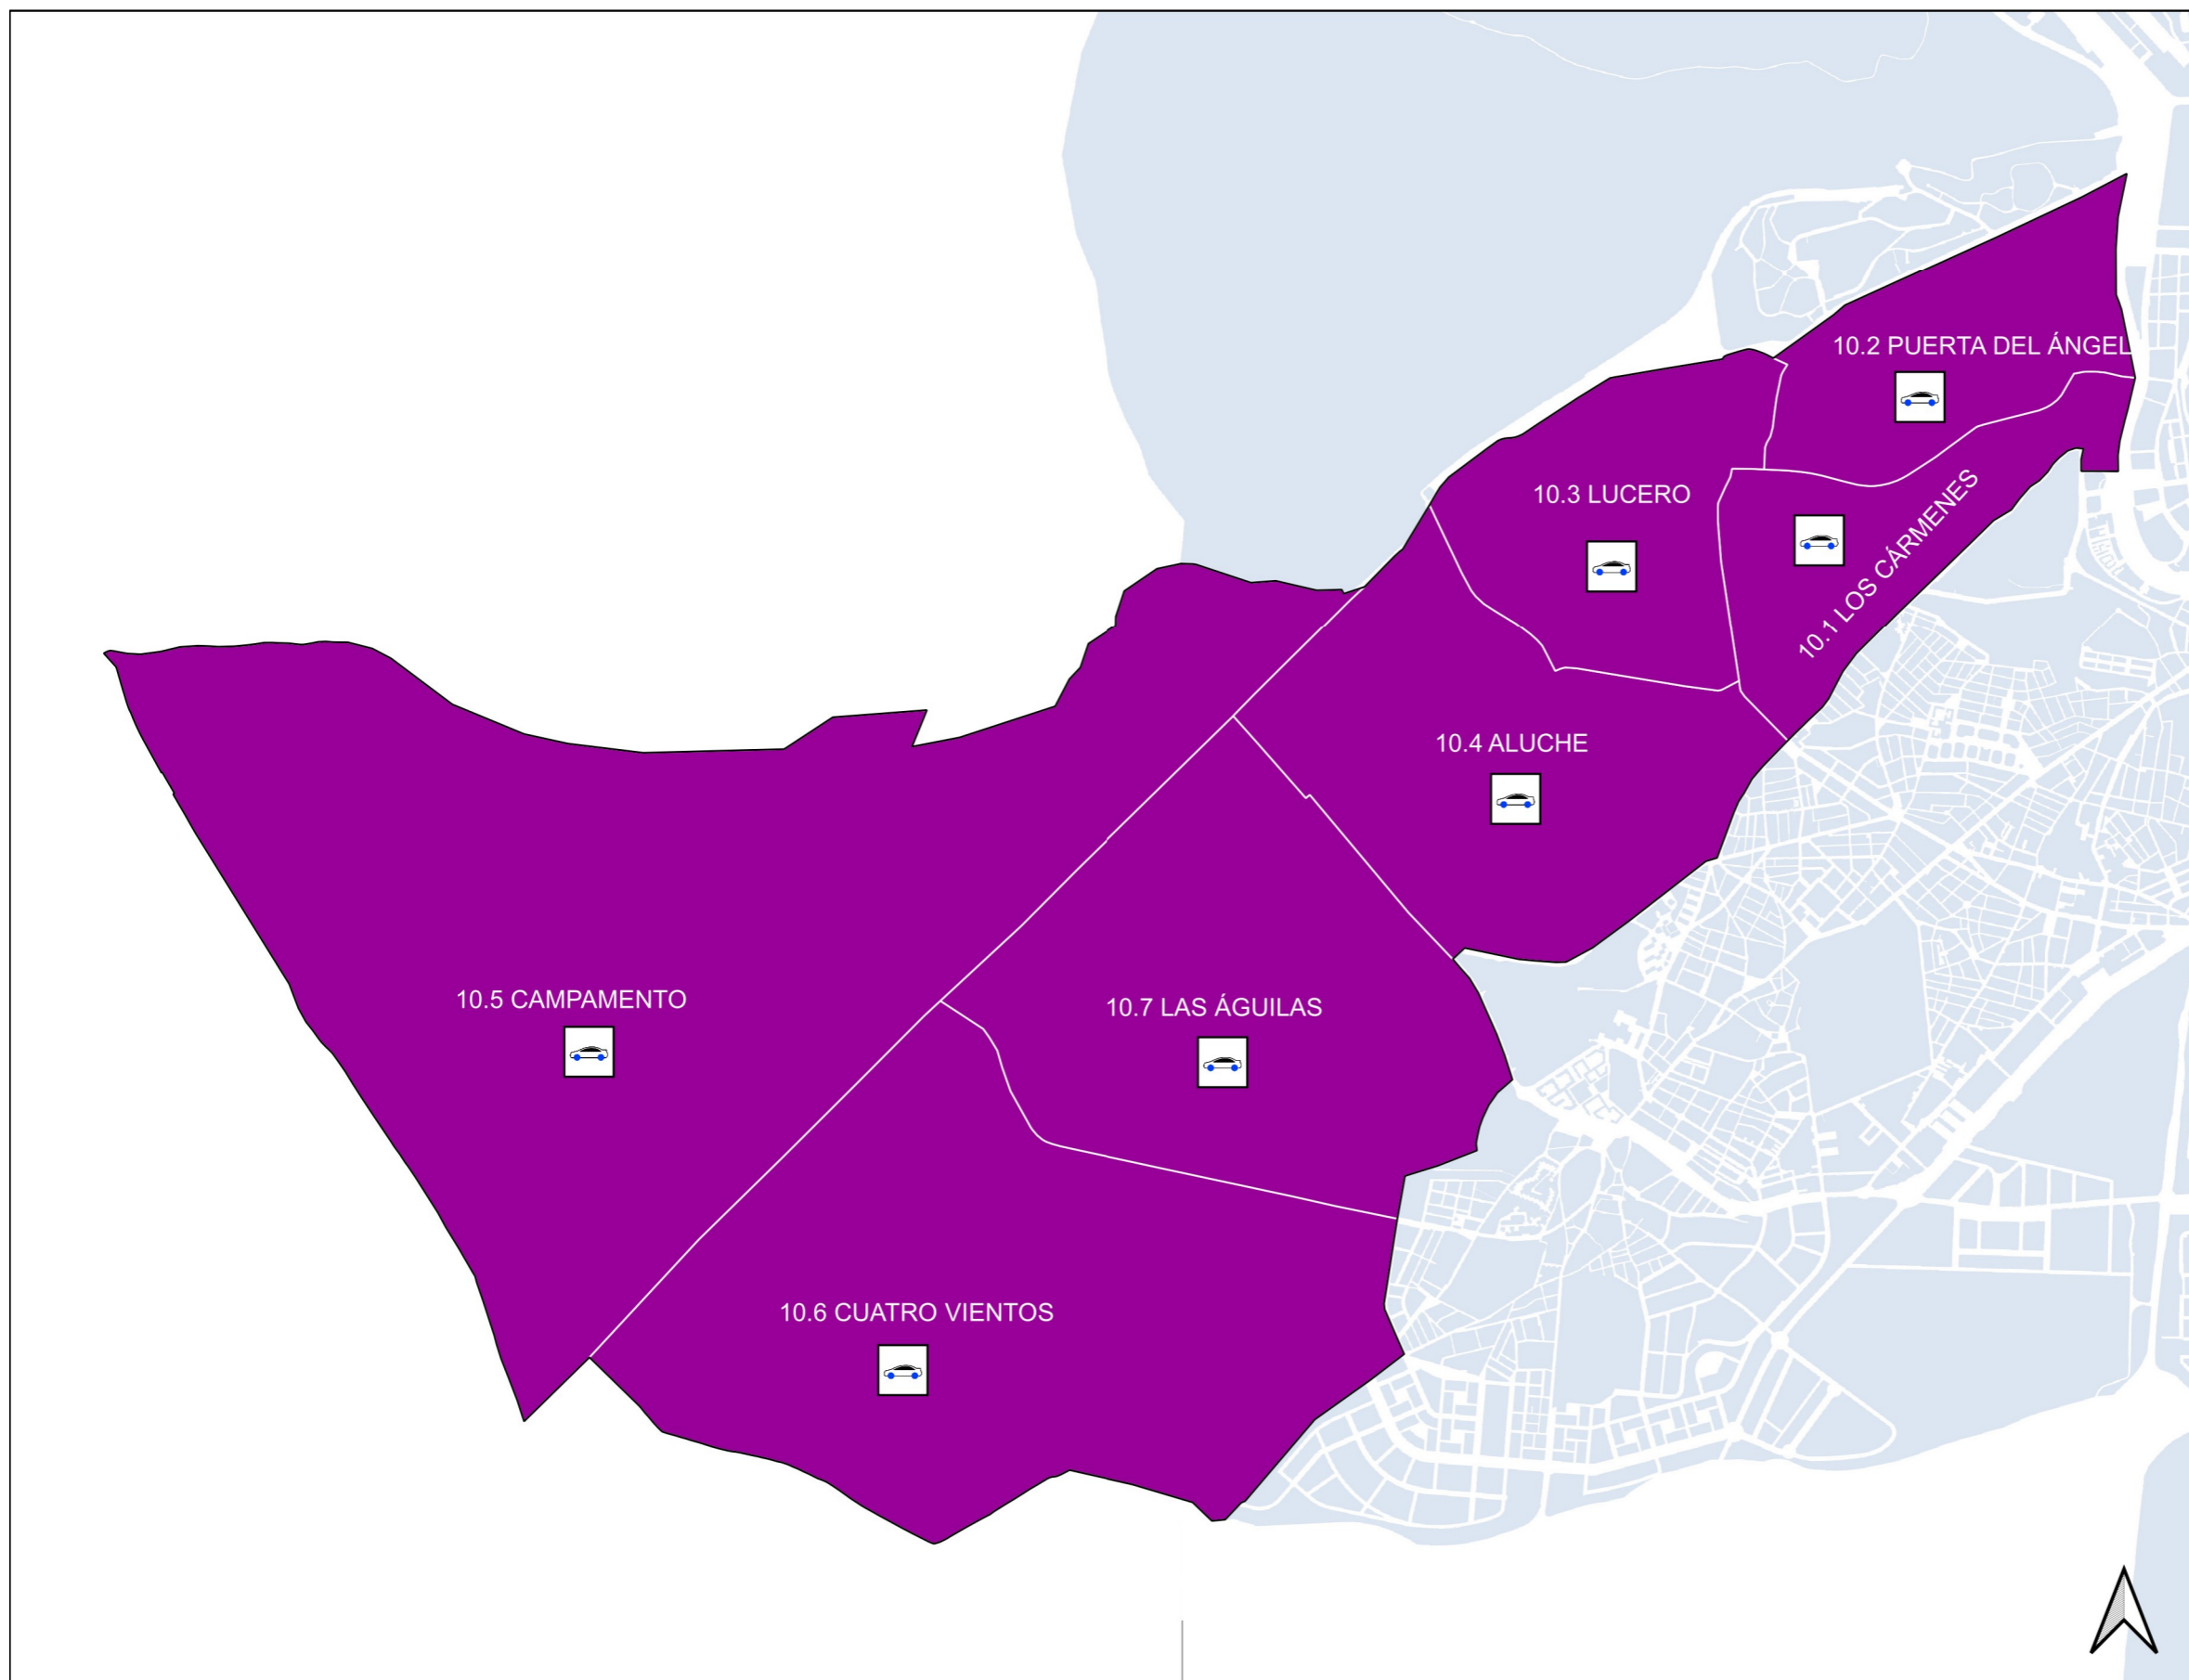 10.2 PUERTA DEL ÁNGEL
10.3 LUCERO
10.1 LOS CÁRMENES
10.4 ALUCHE
10.5 CAMPAMENTO
10.7 LAS ÁGUILAS
10.6 CUATRO VIENTOS